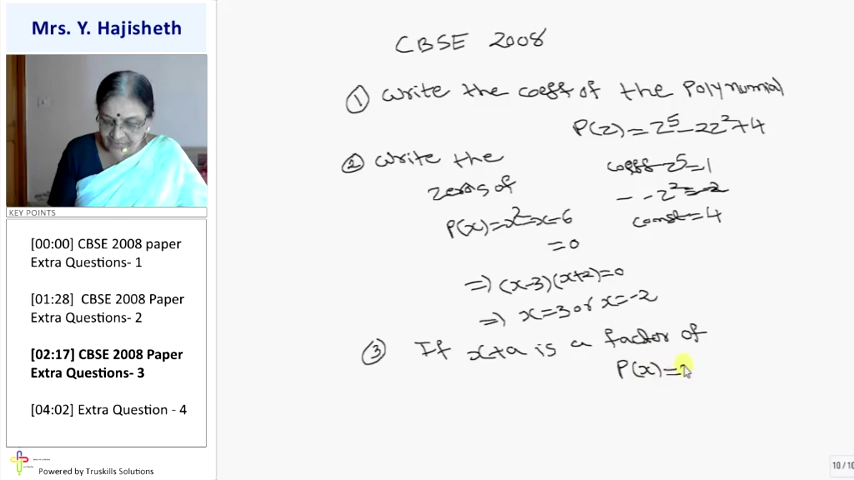 Mrs. Y. Hajisheth
KEY POINTS
[00:00] CBSE 2008 paper
Extra Questions- 1
[01:28] CBSE 2008 Paper
Extra Questions- 2
[02:17] CBSE 2008 Paper
Extra Questions- 3
[04:02] Extra Question - 4
Powered by Truskills Solutions
CBSE 2008
① Write the coeff of the Polynomial
P(z)=z⁵-2z²+4
② Write the
zeros of
P(x)=x²-x=6
=0
coeff z⁵=1
- - z²=-2
const=4
=) (x-3)(x+2)=0
=) x=3 or x=-2
③ If x+a is a factor of
P(x)=
10 / 10